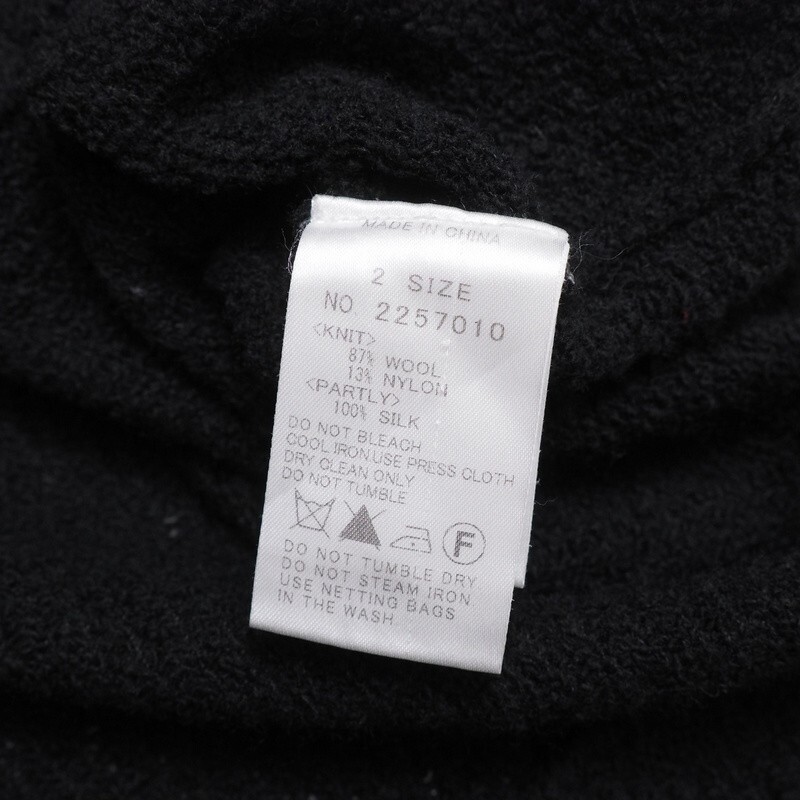 MADE IN CHINA
2 SIZE
NO. 2257010
<KNIT>
87% WOOL
13% NYLON
<PARTLY>
100% SILK
DO NOT BLEACH
COOL IRON.USE PRESS CLOTH
DRY CLEAN ONLY
DO NOT TUMBLE
F
DO NOT TUMBLE DRY.
DO NOT STEAM IRON
USE NETTING BAGS
IN THE WASH